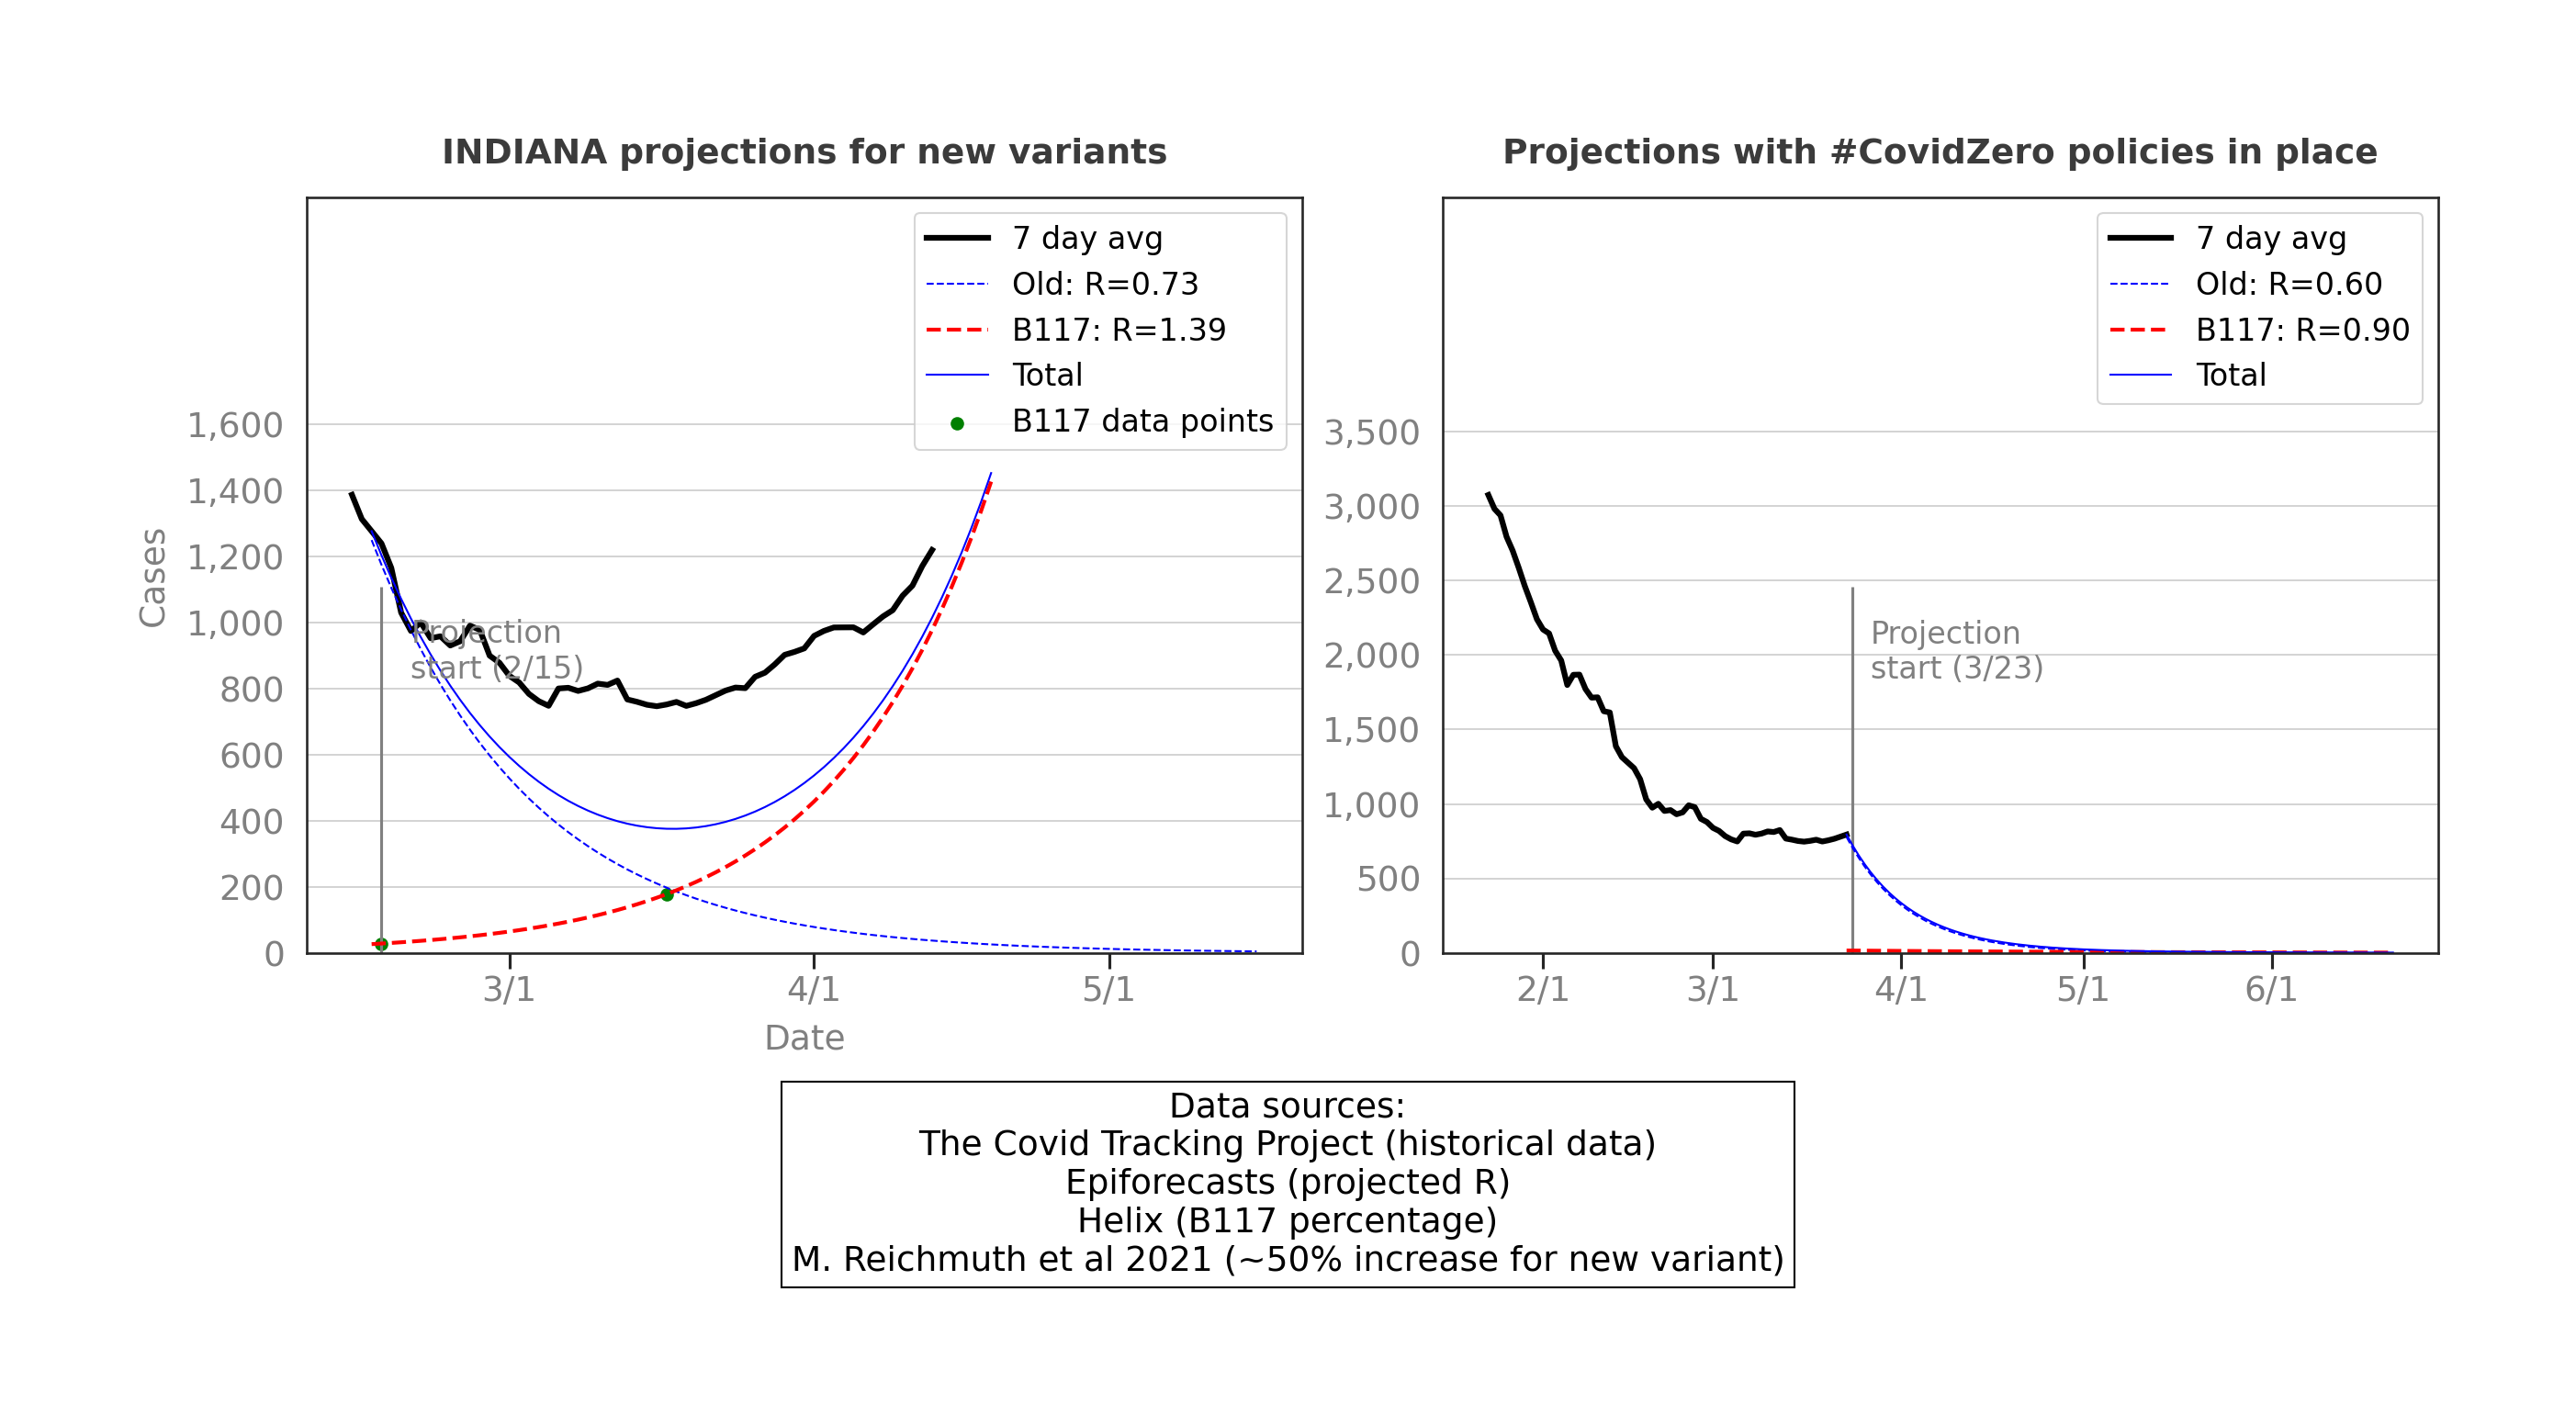 INDIANA projections for new variants
7 day avg
Old: R=0.73
B117: R=1.39
Total
B117 data points
1,600
1,400
1,200
1,000
800
600
400
200
0
Cases
Projection
start (2/15)
3/1
4/1
5/1
Date
Projections with #CovidZero policies in place
7 day avg
Old: R=0.60
B117: R=0.90
Total
3,500
3,000
2,500
2,000
1,500
1,000
500
0
Projection
start (3/23)
2/1
3/1
4/1
5/1
6/1
Data sources:
The Covid Tracking Project (historical data)
Epiforecasts (projected R)
Helix (B117 percentage)
M. Reichmuth et al 2021 (~50% increase for new variant)